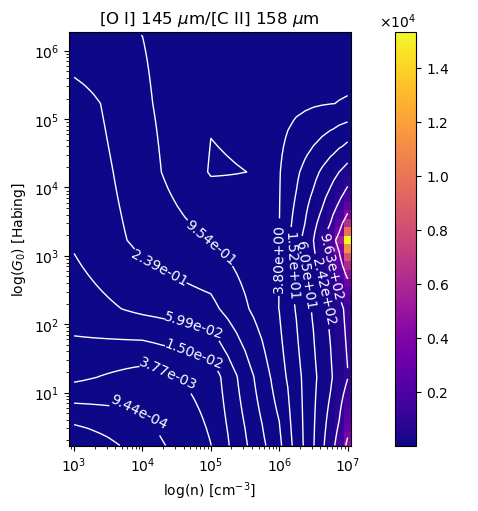 [O I] 145 μm/[C II] 158 μm
×10⁴
10⁶
10⁵
10⁴
10³
10²
10¹
log(G₀) [Habing]
9.54e-01
2.39e-01
5.99e-02
1.50e-02
3.77e-03
9.44e-04
3.80e+00
1.52e+01
6.05e+01
2.42e+02
9.63e+02
10³
10⁴
10⁵
10⁶
10⁷
log(n) [cm⁻³]
1.4
1.2
1.0
0.8
0.6
0.4
0.2